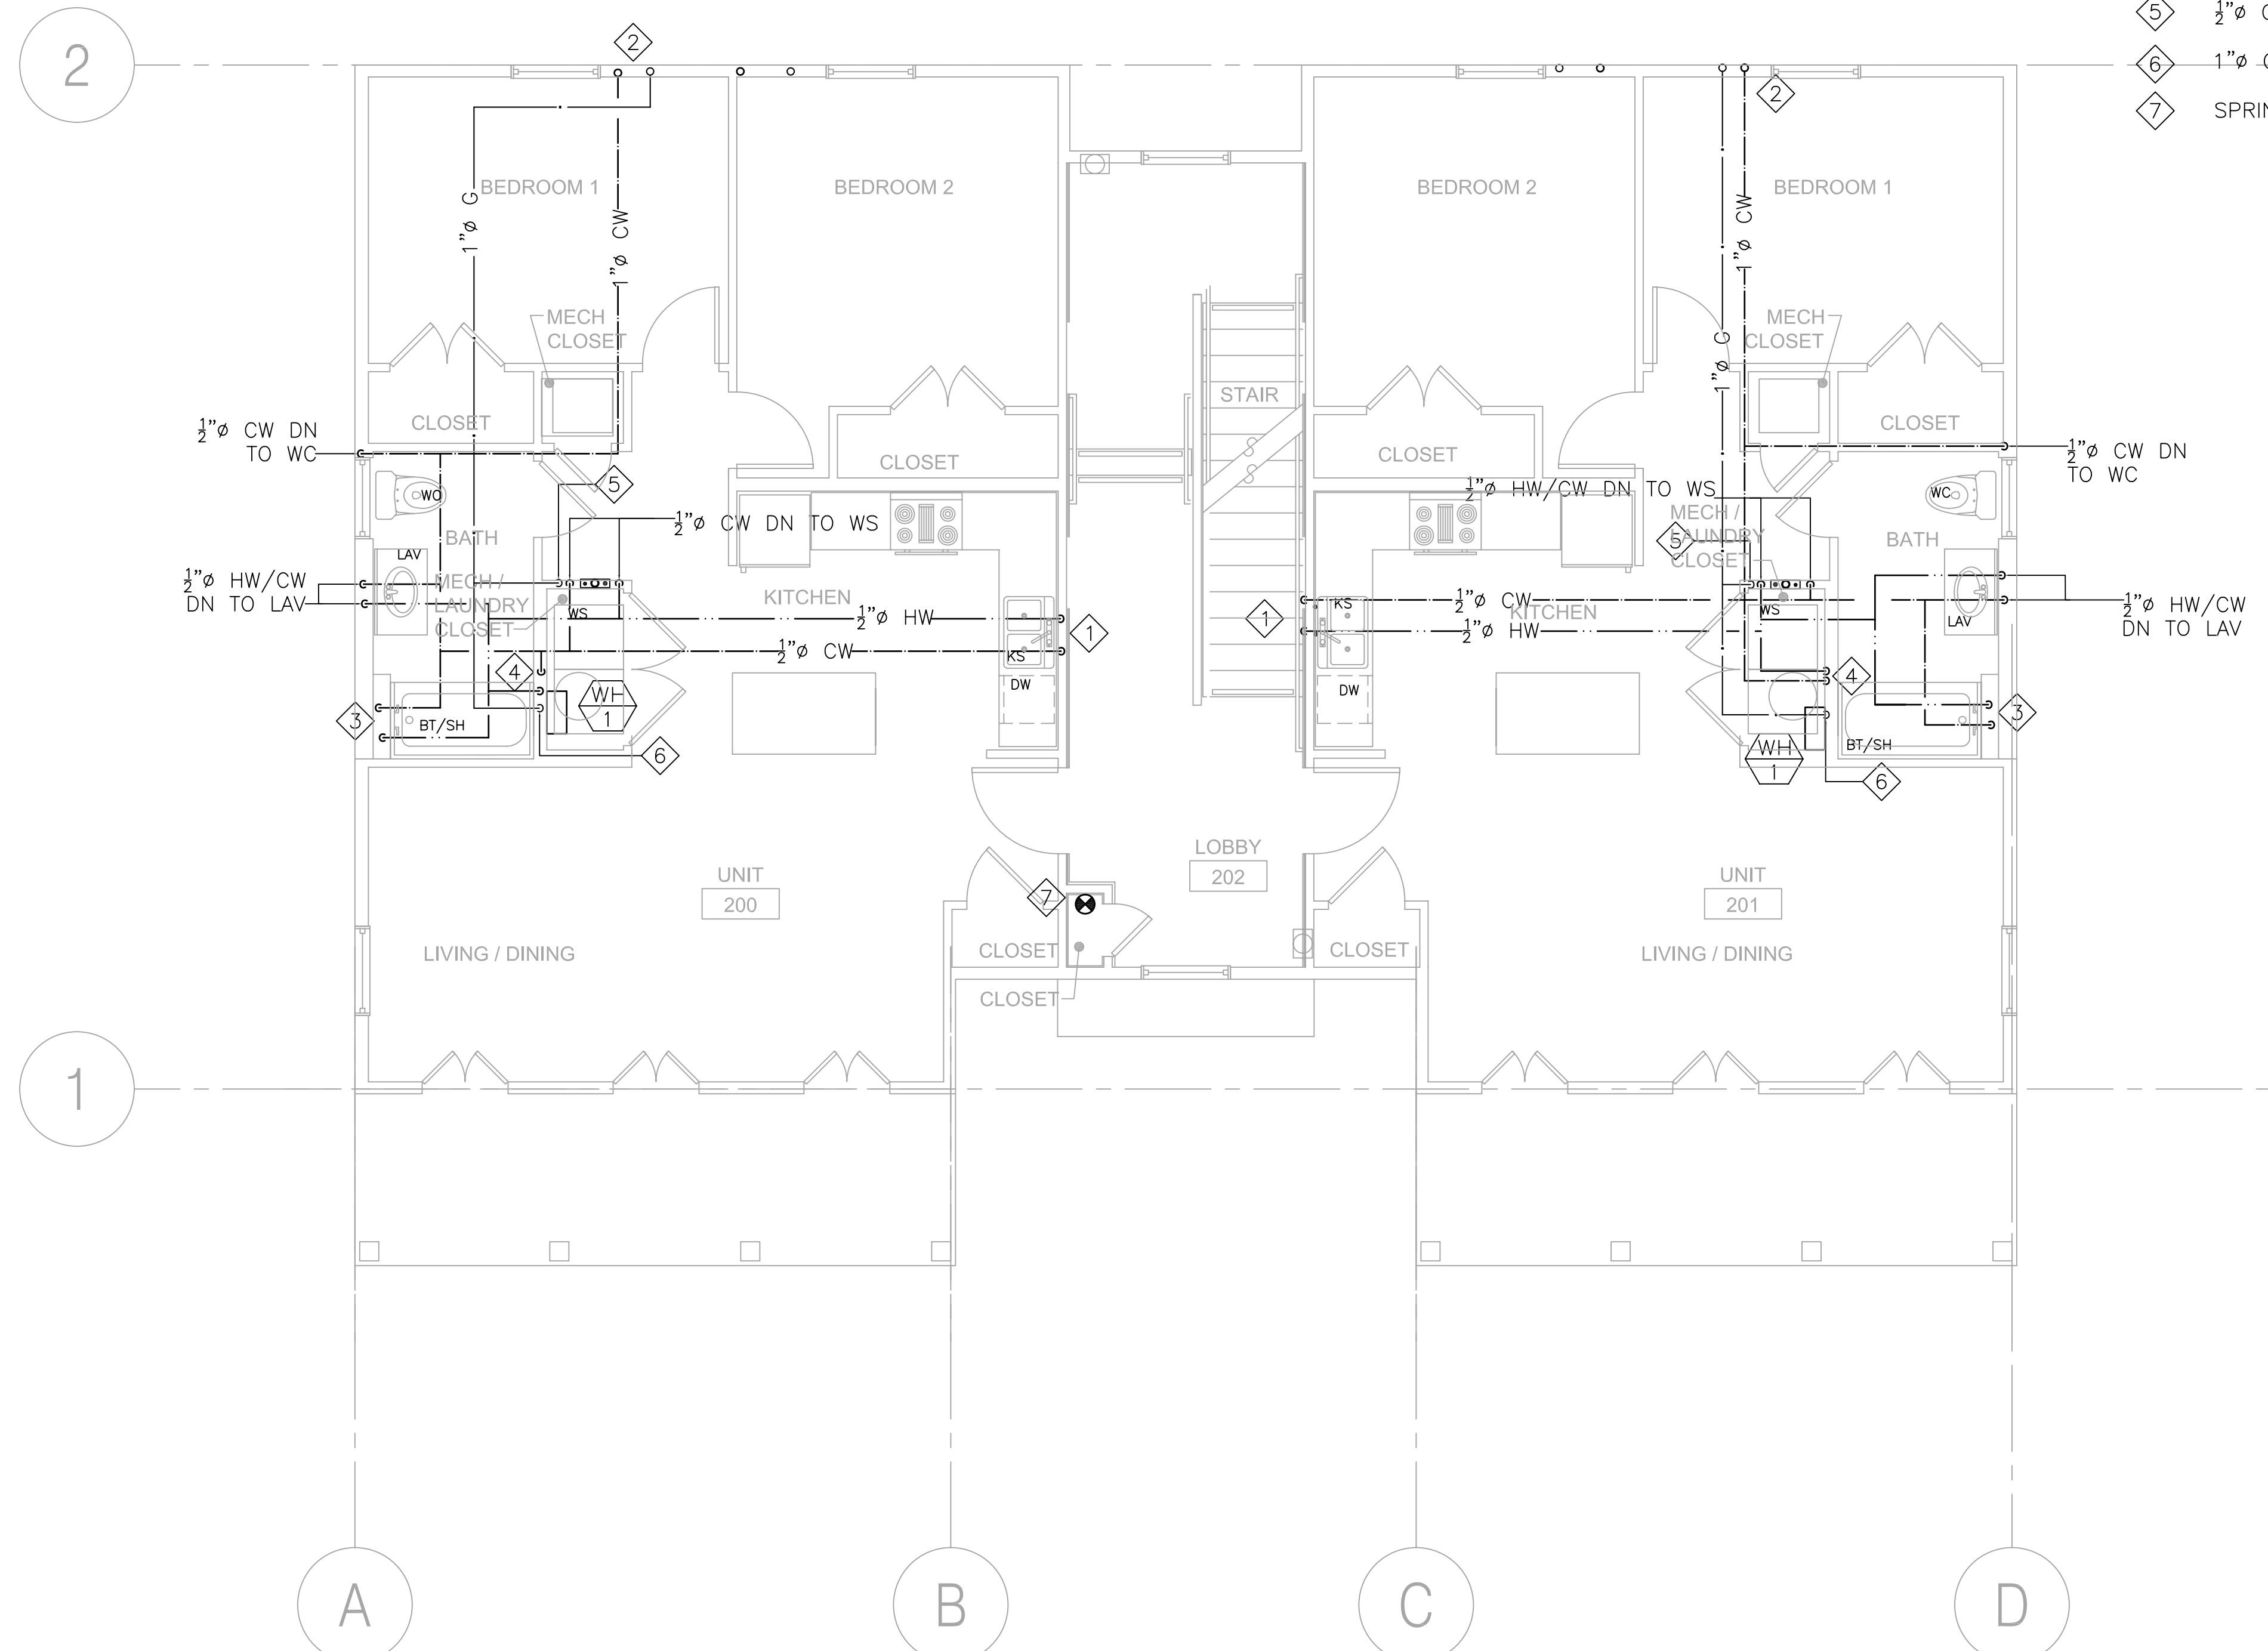 2
5 ½"ø
6 1"ø
7
2
2
BEDROOM 1
BEDROOM 2
BEDROOM 2
BEDROOM 1
1"ø G
1"ø CW
1"ø G
1"ø CW
MECH
CLOSET
MECH
CLOSET
STAIR
CLOSET
CLOSET
CLOSET
CLOSET
½"ø CW DN
TO WC
½"ø CW DN
TO WC
5
½"ø CW DN TO WS
½"ø HW/CW DN TO WS
WC
BATH
LAV
MECH /
LAUNDRY
CLOSET
5
WC
BATH
½"ø HW/CW
DN TO LAV
MECH /
LAUNDRY
CLOSET
WS
KITCHEN
½"ø HW
½"ø CW
1
KS
DW
1
KS
½"ø CW
KITCHEN
½"ø HW
DW
WS
LAV
½"ø HW/CW
DN TO LAV
4
WH
1
3
BT/SH
6
4
WH
1
BT/SH
3
6
UNIT
200
LOBBY
202
UNIT
201
7
LIVING / DINING
CLOSET
CLOSET
CLOSET
LIVING / DINING
1
A
B
C
D